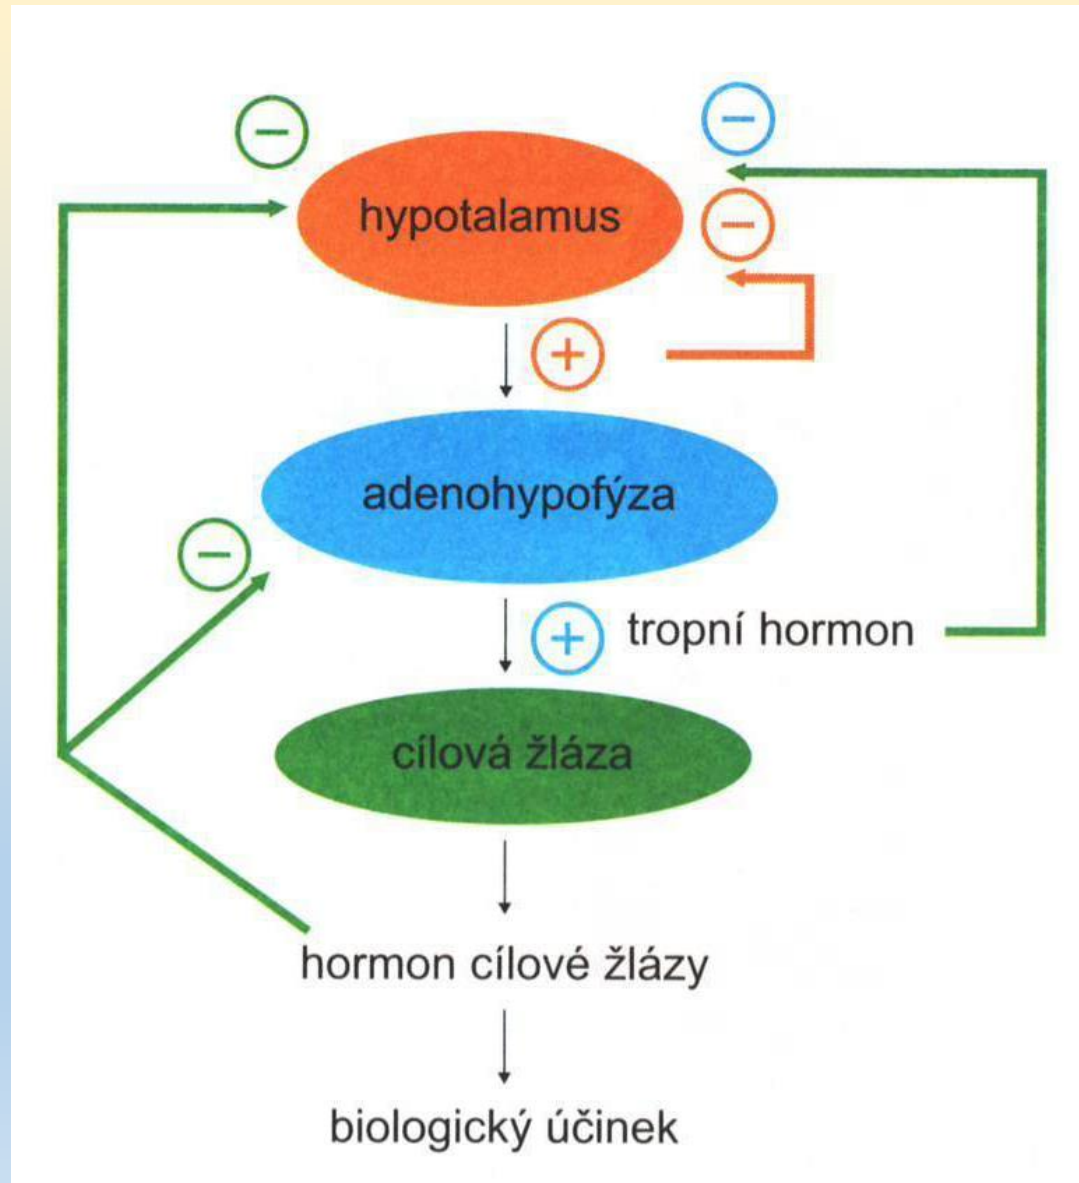 hypotalamus
adenohypofýza
tropní hormon
cílová žláza
hormon cílové žlázy
biologický účinek